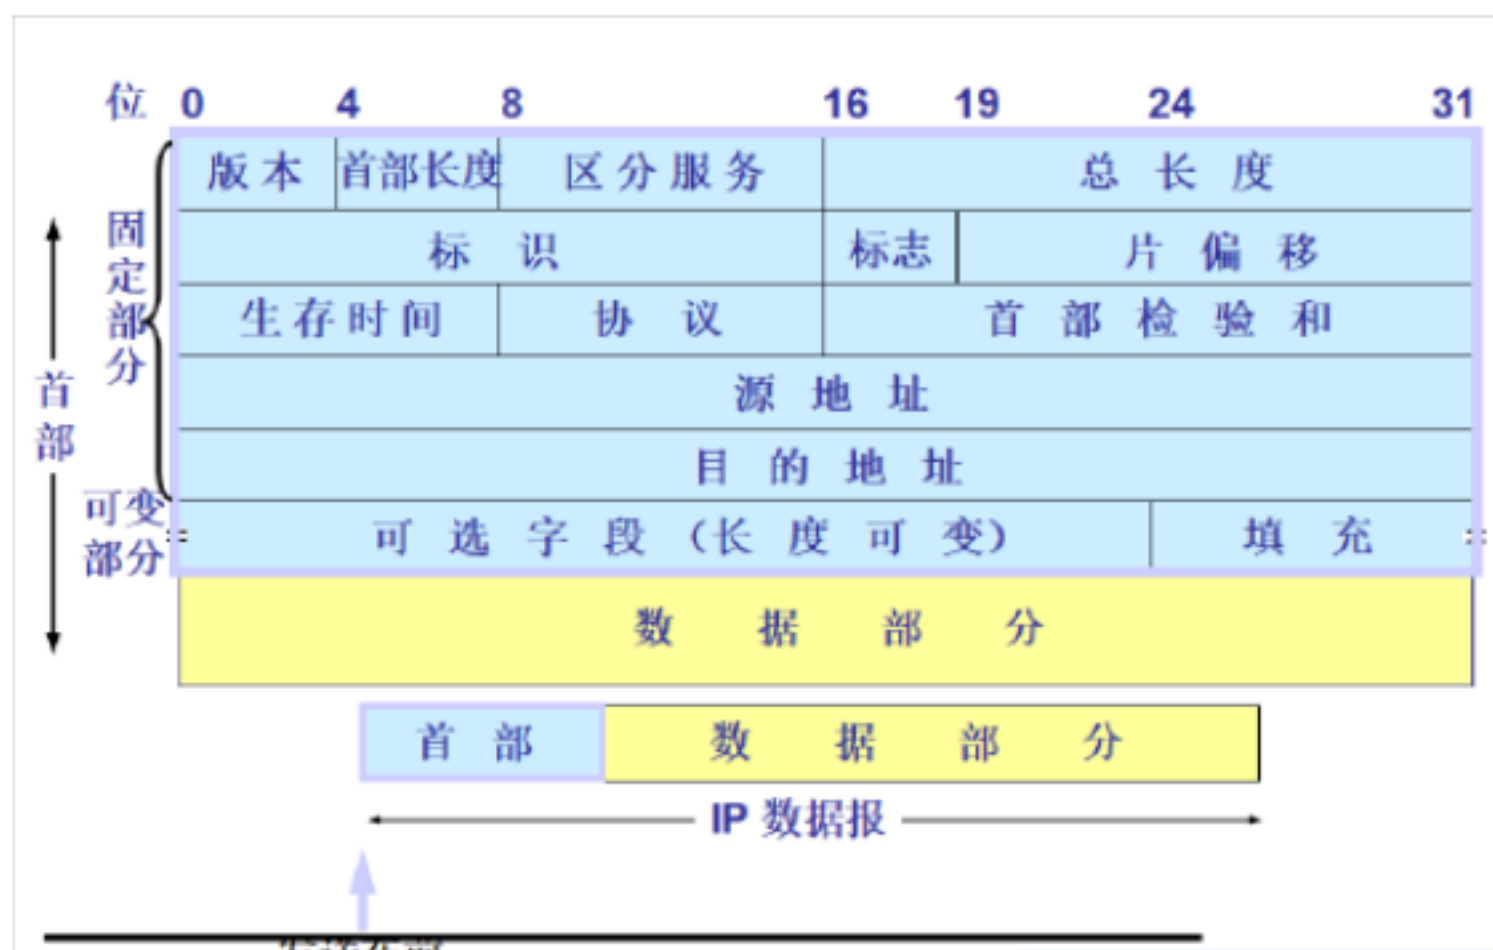 位 0 4 8 16 19 24 31
版本 首部长度 区分服务 总长度
标识 标志 片偏移
生存时间 协议 首部检验和
源地址
目的地址
可选字段（长度可变） 填充
数据部分
固定部分
首部
可变部分
首部 数据部分
IP 数据报